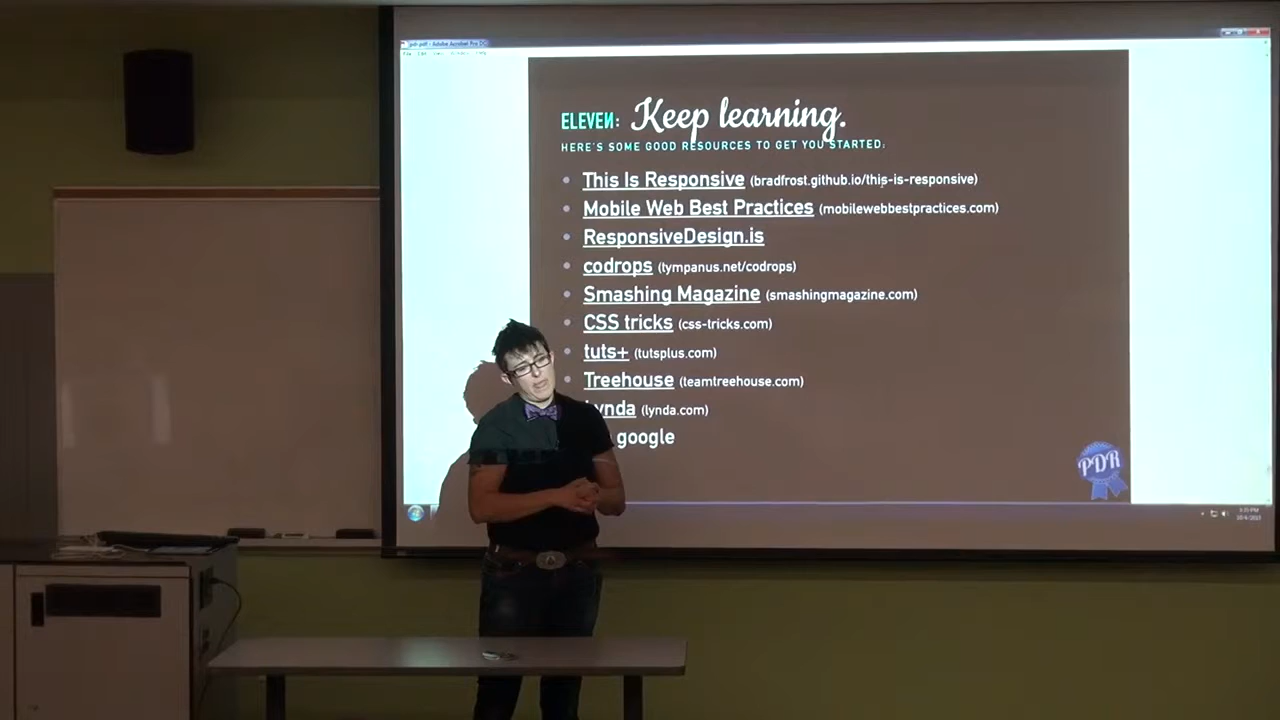 ELEVEN: Keep learning.
HERE'S SOME GOOD RESOURCES TO GET YOU STARTED:
• This Is Responsive (bradfrost.github.io/this-is-responsive)
• Mobile Web Best Practices (mobilewebbestpractices.com)
• ResponsiveDesign.is
• codrops (tympanus.net/codrops)
• Smashing Magazine (smashingmagazine.com)
• CSS tricks (css-tricks.com)
• tuts+ (tutsplus.com)
• Treehouse (teamtreehouse.com)
ynda (lynda.com)
google
PDR